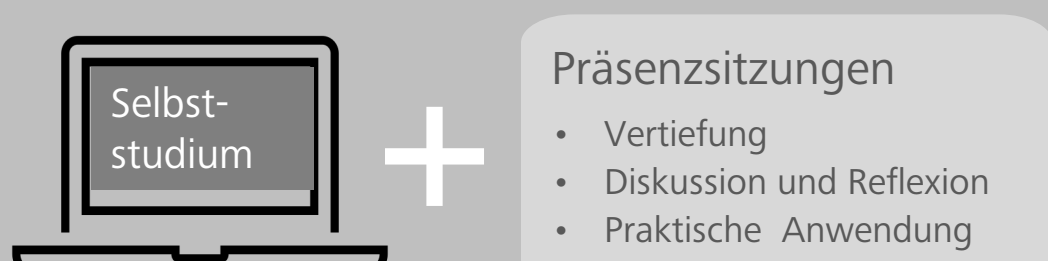 Selbst-
studium
Präsenzsitzungen
• Vertiefung
• Diskussion und Reflexion
• Praktische Anwendung